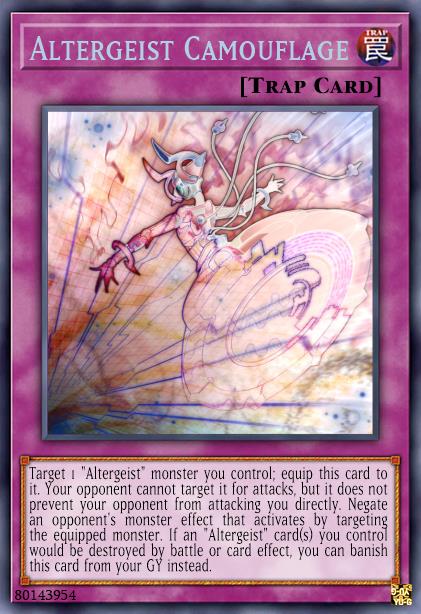 ALTERGEIST CAMOUFLAGE
TRAP
罠
[TRAP CARD]
Target 1 "Altergeist" monster you control; equip this card to
it. Your opponent cannot target it for attacks, but it does not
prevent your opponent from attacking you directly. Negate
an opponent's monster effect that activates by targeting
the equipped monster. If an "Altergeist" card(s) you control
would be destroyed by battle or card effect, you can banish
this card from your GY instead.
80143954